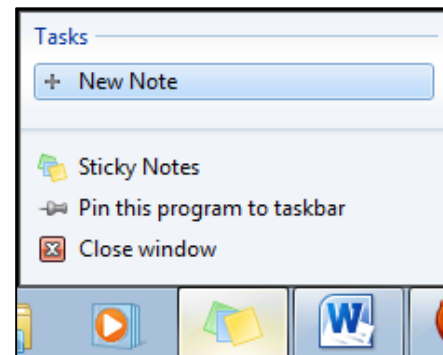 Tasks
New Note
Sticky Notes
Pin this program to taskbar
Close window
W